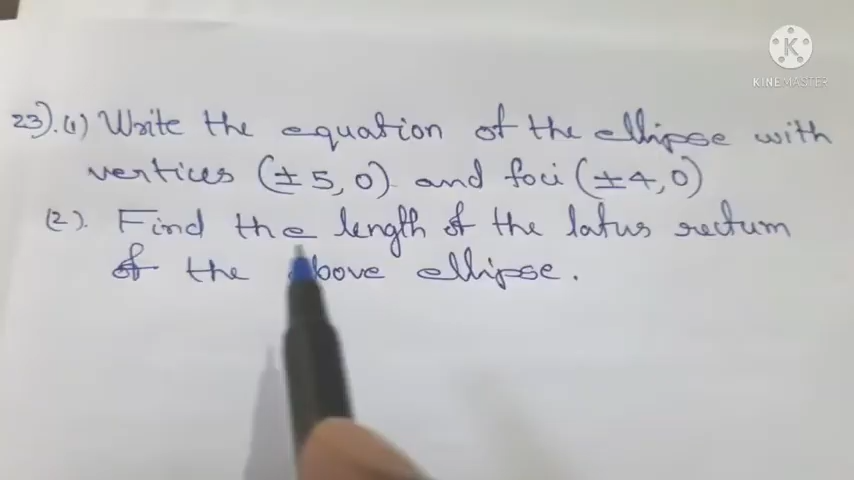 KINEMASTER
23). (1) Write the equation of the ellipse with
vertices (±5, 0) and foci (±4, 0)
(2). Find the length of the latus rectum
of the above ellipse.